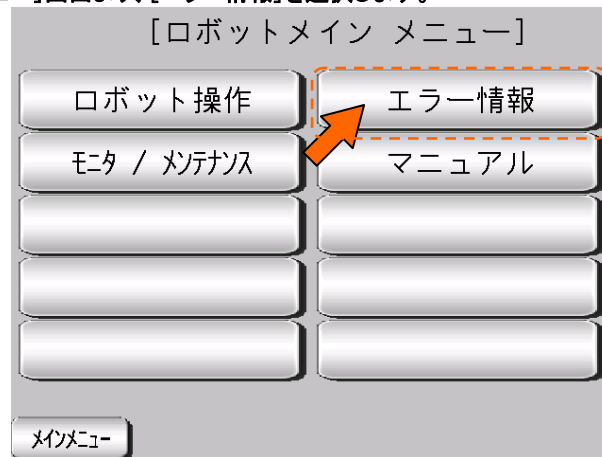 [ロボットメイン メニュー]
ロボット操作
エラー情報
ﾓﾆﾀ / ﾒﾝﾃﾅﾝｽ
マニュアル
ﾒｲﾝﾒﾆｭｰ